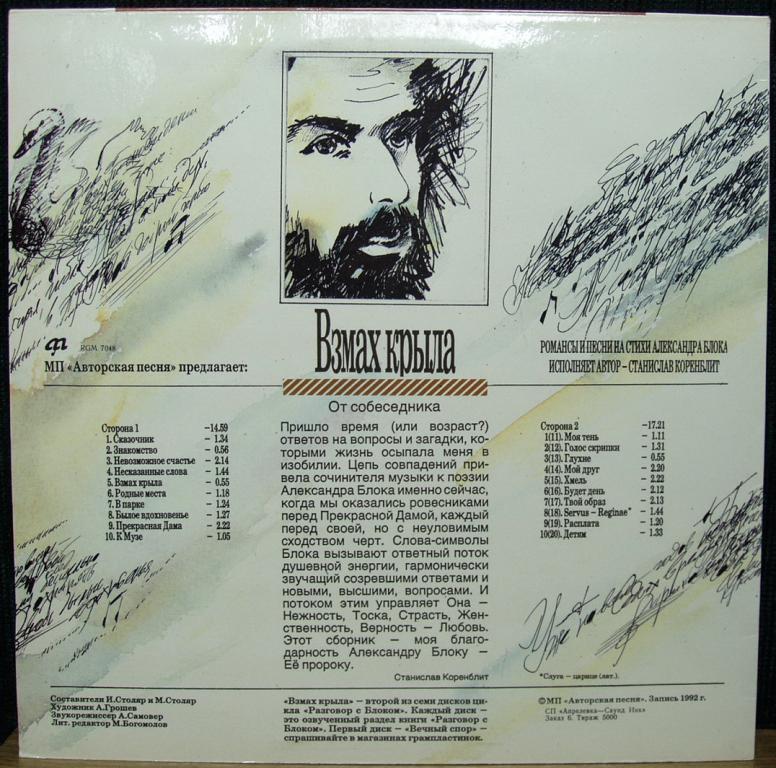 RGM 7048
МП «Авторская песня» предлагает:
Взмах крыла
РОМАНСЫ И ПЕСНИ НА СТИХИ АЛЕКСАНДРА БЛОКА
ИСПОЛНЯЕТ АВТОР – СТАНИСЛАВ КОРЕНБЛИТ
Сторона 1 –14.59
1. Сказочник – 1.34
2. Знакомство – 0.56
3. Невозможное счастье – 2.14
4. Несказанные слова – 1.44
5. Взмах крыла – 0.55
6. Родные места – 1.18
7. В парке – 1.24
8. Былое вдохновенье – 1.27
9. Прекрасная Дама – 2.22
10. К Музе – 1.05
От собеседника
Пришло время (или возраст?)
ответов на вопросы и загадки, ко-
торыми жизнь осыпала меня в
изобилии. Цепь совпадений при-
вела сочинителя музыки к поэзии
Александра Блока именно сейчас,
когда мы оказались ровесниками
перед Прекрасной Дамой, каждый
перед своей, но с неуловимым
сходством черт. Слова-символы
Блока вызывают ответный поток
душевной энергии, гармонически
звучащий созревшими ответами и
новыми, высшими, вопросами. И
потоком этим управляет Она –
Нежность, Тоска, Страсть, Жен-
ственность, Верность – Любовь.
Этот сборник – моя благо-
дарность Александру Блоку –
Её пророку.
Станислав Коренблит
Сторона 2 –17.21
1(11). Моя тень – 1.11
2(12). Голос скрипки – 1.31
3(13). Глухие – 0.55
4(14). Мой друг – 2.20
5(15). Хмель – 2.22
6(16). Будет день – 2.12
7(17). Твой образ – 2.13
8(18). Servus – Reginae* – 1.44
9(19). Расплата – 1.20
10(20). Детям – 1.33
*Слуга – царице (лат.).
Составители И.Столяр и М.Столяр
Художник А.Грошев
Звукорежиссер А.Самовер
Лит. редактор М.Богомолов
«Взмах крыла» – второй из семи дисков ци-
кла «Разговор с Блоком». Каждый диск –
это озвученный раздел книги «Разговор с
Блоком». Первый диск – «Вечный спор» –
спрашивайте в магазинах грампластинок.
©МП «Авторская песня». Запись 1992 г.
СП «Апрелевка–Саунд Инк»
Заказ 6. Тираж 5000